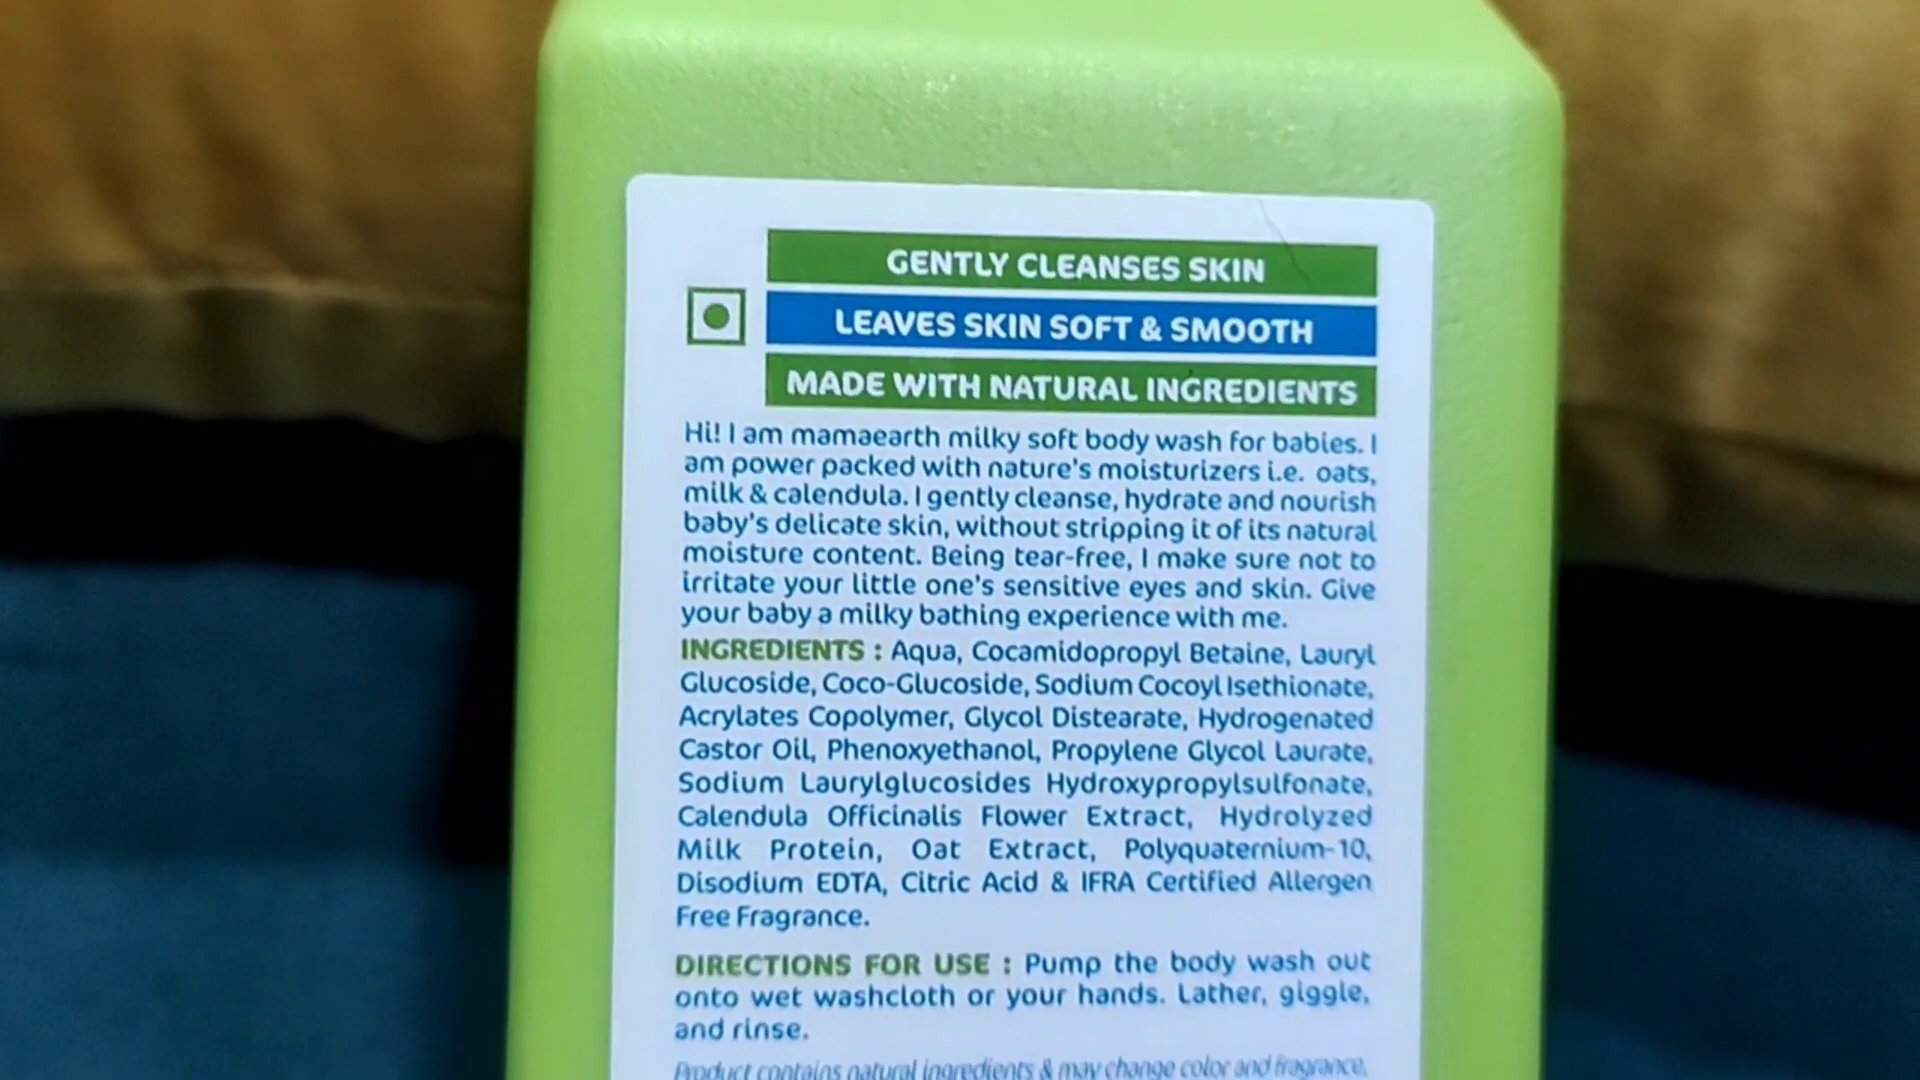 GENTLY CLEANSES SKIN
LEAVES SKIN SOFT & SMOOTH
MADE WITH NATURAL INGREDIENTS
Hi! I am mamaearth milky soft body wash for babies. I
am power packed with nature's moisturizers i.e. oats,
milk & calendula. I gently cleanse, hydrate and nourish
baby's delicate skin, without stripping it of its natural
moisture content. Being tear-free, I make sure not to
irritate your little one's sensitive eyes and skin. Give
your baby a milky bathing experience with me.
INGREDIENTS : Aqua, Cocamidopropyl Betaine, Lauryl
Glucoside, Coco-Glucoside, Sodium Cocoyl Isethionate,
Acrylates Copolymer, Glycol Distearate, Hydrogenated
Castor Oil, Phenoxyethanol, Propylene Glycol Laurate,
Sodium Laurylglucosides Hydroxypropylsulfonate,
Calendula Officinalis Flower Extract, Hydrolyzed
Milk Protein, Oat Extract, Polyquaternium-10,
Disodium EDTA, Citric Acid & IFRA Certified Allergen
Free Fragrance.
DIRECTIONS FOR USE : Pump the body wash out
onto wet washcloth or your hands. Lather, giggle,
and rinse.
Product contains natural ingredients & may change color and fragrance,